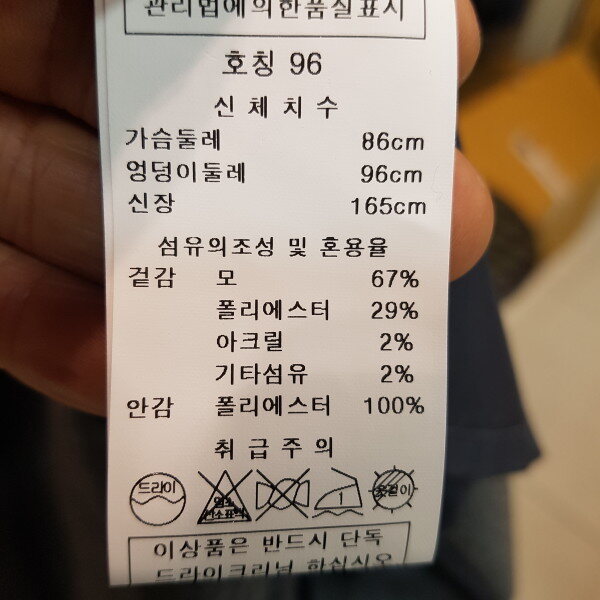 관리법에의한품질표시
호칭 96
신 체 치 수
가슴둘레 86cm
엉덩이둘레 96cm
신장 165cm
섬유의조성 및 혼용율
겉감 모 67%
폴리에스터 29%
아크릴 2%
기타섬유 2%
안감 폴리에스터 100%
취 급 주 의
드라이 염소 산소표백 옷걸이
이상품은 반드시 단독
드라이크리닝 하십시오